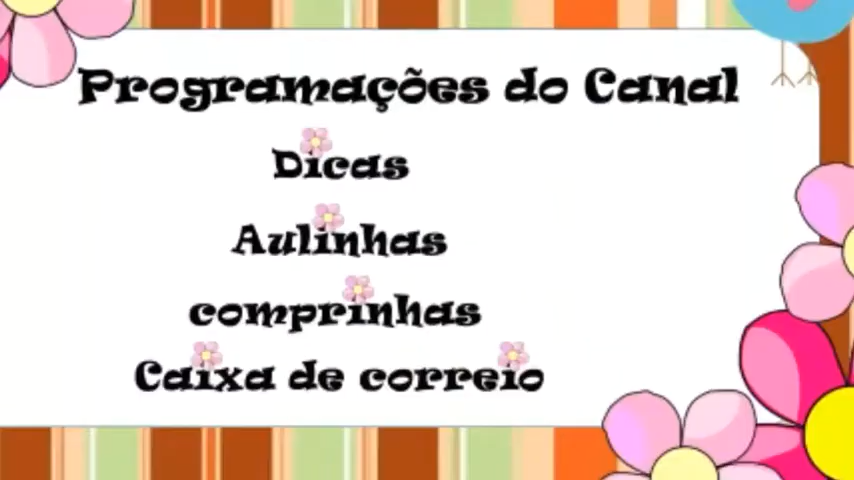 Programações do Canal
Dicas
Aulinhas
comprinhas
Caixa de correio